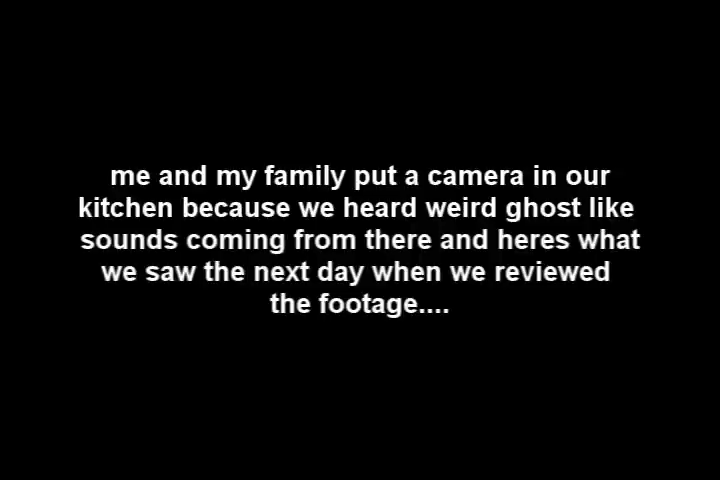 me and my family put a camera in our
kitchen because we heard weird ghost like
sounds coming from there and heres what
we saw the next day when we reviewed
the footage....